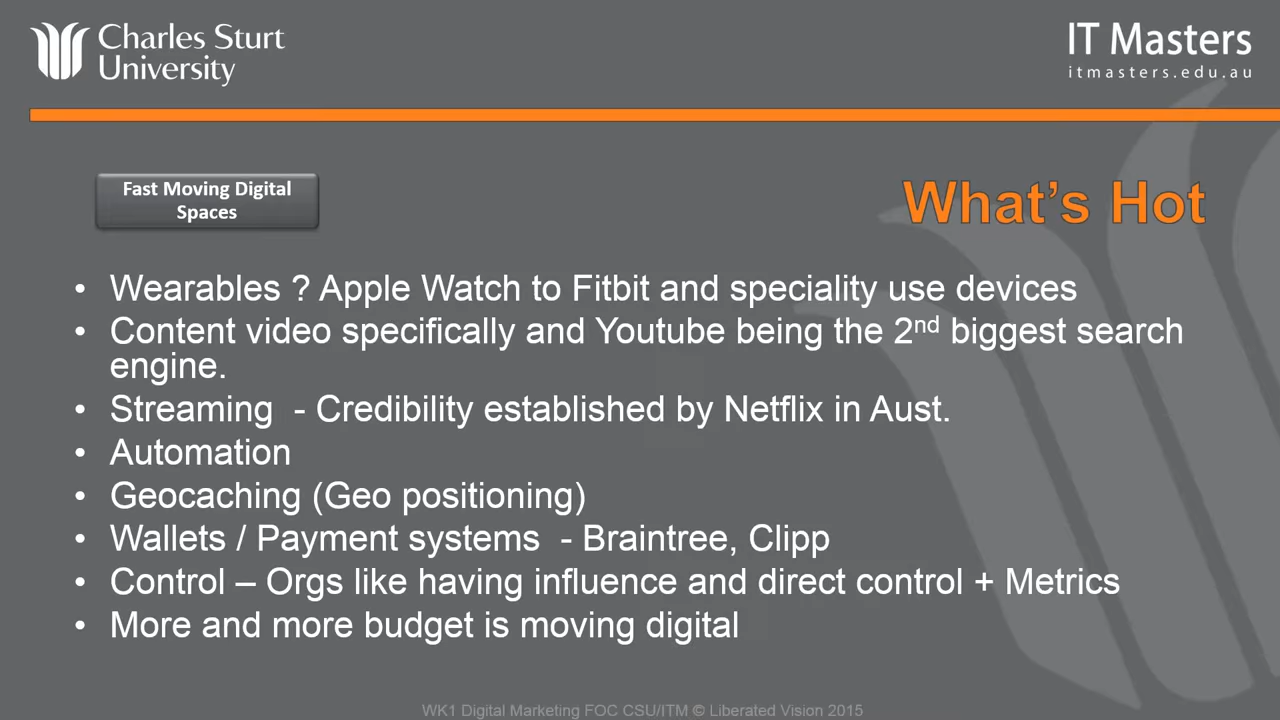 Charles Sturt
University
IT Masters
itmasters.edu.au
Fast Moving Digital
Spaces
What's Hot
• Wearables ? Apple Watch to Fitbit and speciality use devices
• Content video specifically and Youtube being the 2nd biggest search
engine.
• Streaming  - Credibility established by Netflix in Aust.
• Automation
• Geocaching (Geo positioning)
• Wallets / Payment systems  - Braintree, Clipp
• Control – Orgs like having influence and direct control + Metrics
• More and more budget is moving digital
WK1 Digital Marketing FOC CSU/ITM © Liberated Vision 2015